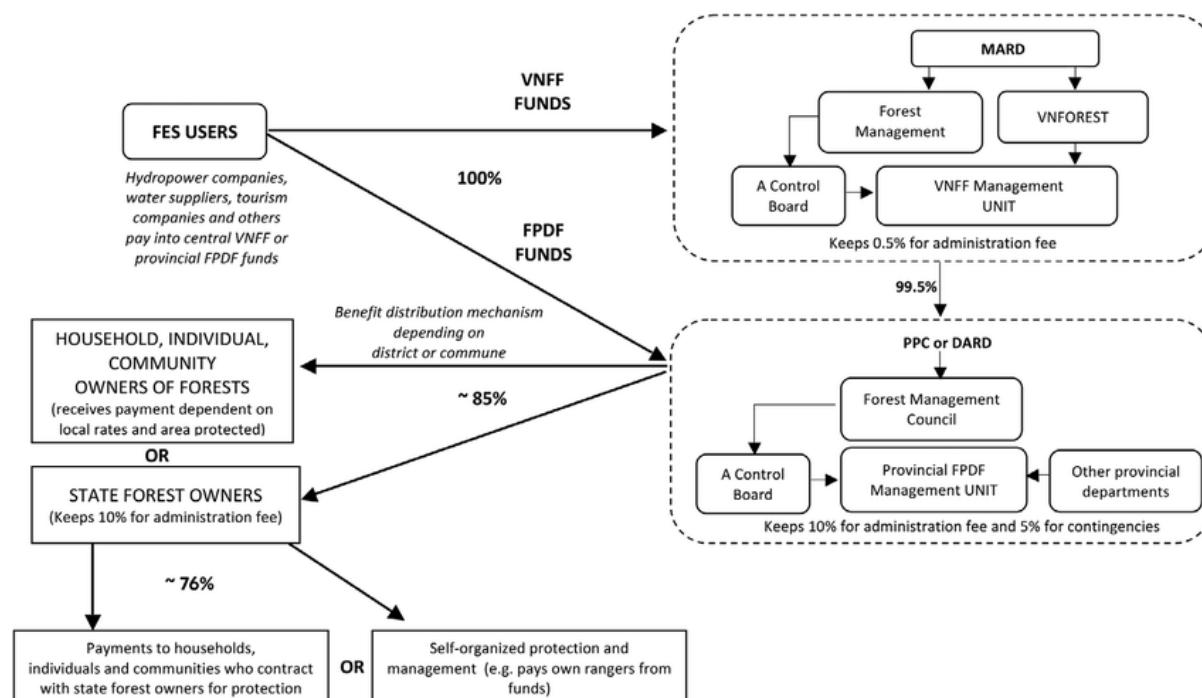 MARD
Forest
Management
VNFOREST
A Control
Board
VNFF Management
UNIT
Keeps 0.5% for administration fee
VNFF
FUNDS
FES USERS
Hydropower companies,
water suppliers, tourism
companies and others
pay into central VNFF or
provincial FPDF funds
100%
FPDF
FUNDS
99.5%
Benefit distribution mechanism
depending on
district or commune
~ 85%
PPC or DARD
Forest Management
Council
A Control
Board
Provincial FPDF
Management UNIT
Other provincial
departments
Keeps 10% for administration fee and 5% for contingencies
HOUSEHOLD, INDIVIDUAL,
COMMUNITY
OWNERS OF FORESTS
(receives payment dependent on
local rates and area protected)
OR
STATE FOREST OWNERS
(Keeps 10% for administration fee)
~ 76%
Payments to households,
individuals and communities who contract
with state forest owners for protection
OR
Self-organized protection and
management (e.g. pays own rangers from
funds)